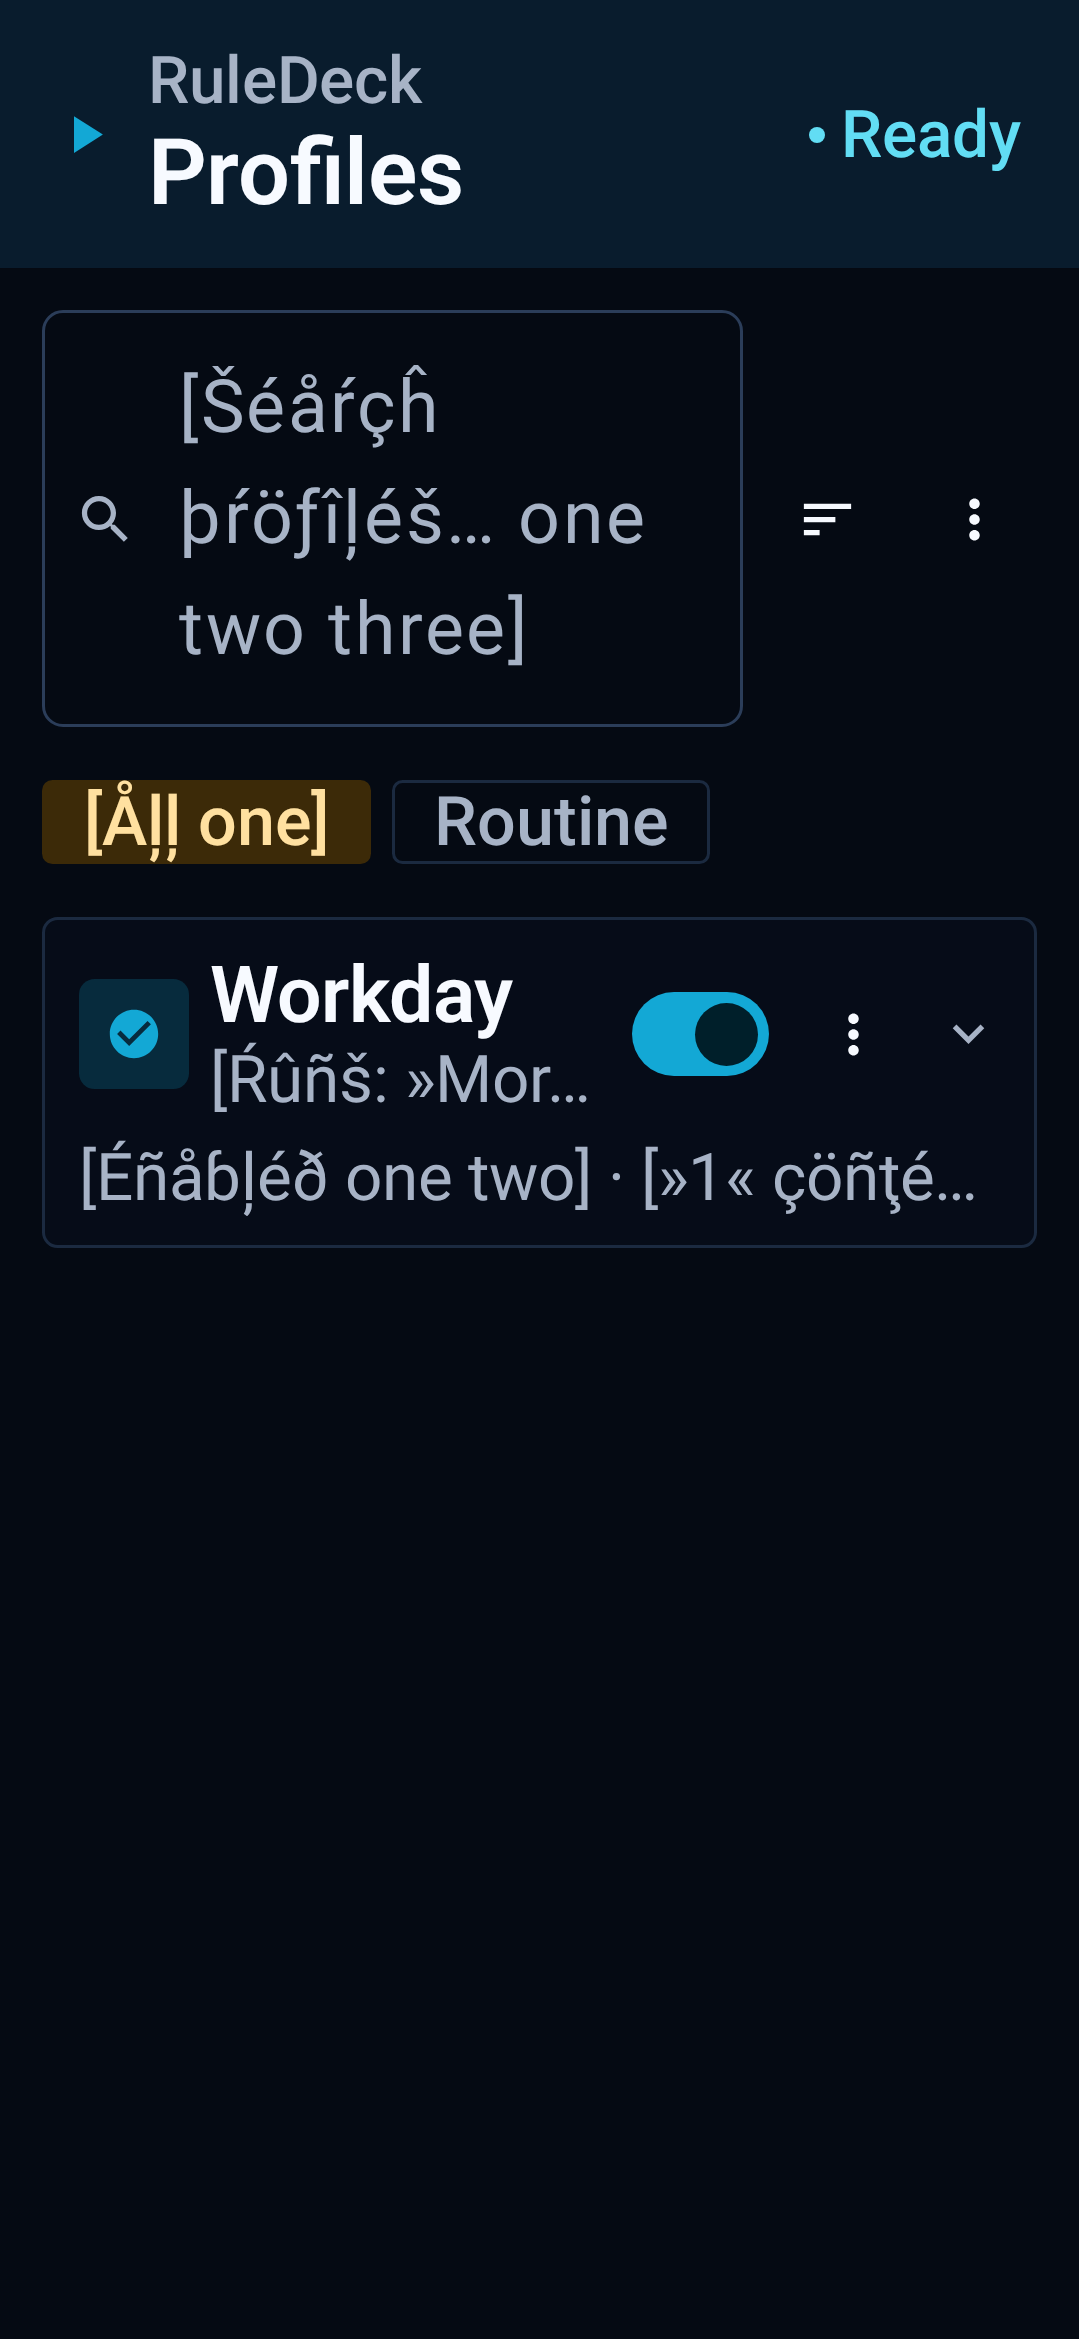 RuleDeck
Profiles
• Ready
[Šéåŕçĥ
þŕöƒîļéš… one
two three]
[Åļļ one]
Routine
Workday
[Ŕûñš: »Mor…
[Éñåƀļéð one two] · [»1« çöñţé…